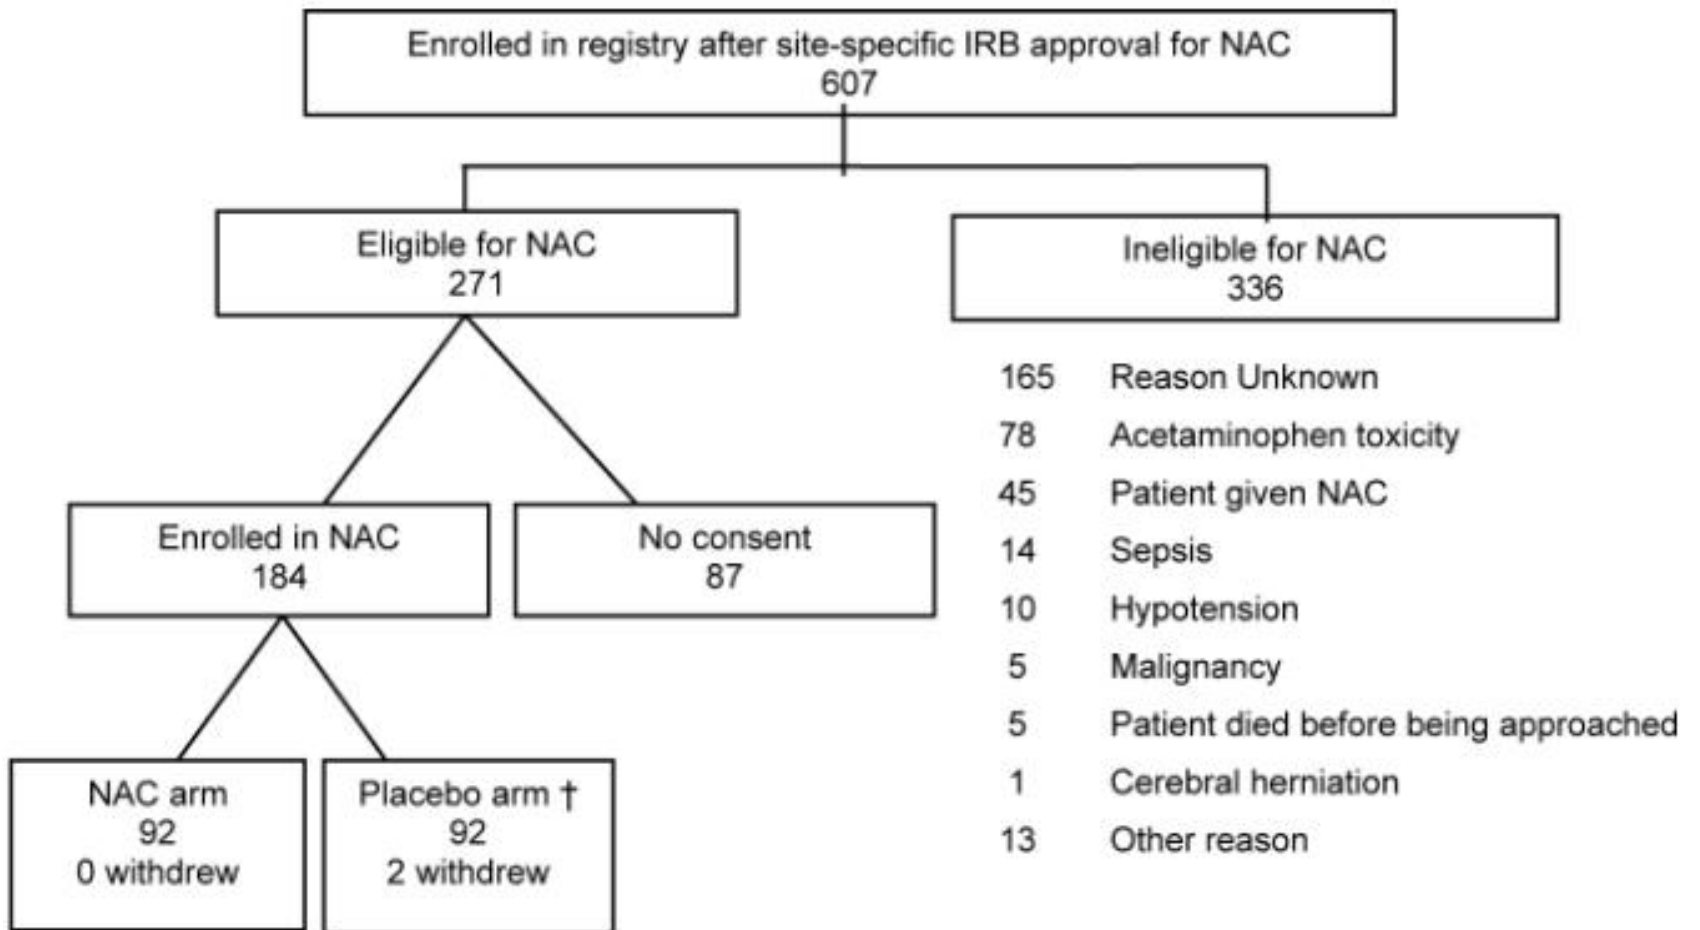 Enrolled in registry after site-specific IRB approval for NAC
607
Eligible for NAC
271
Ineligible for NAC
336
165 Reason Unknown
78 Acetaminophen toxicity
45 Patient given NAC
14 Sepsis
10 Hypotension
5 Malignancy
5 Patient died before being approached
1 Cerebral herniation
13 Other reason
Enrolled in NAC
184
No consent
87
NAC arm
92
0 withdrew
Placebo arm †
92
2 withdrew